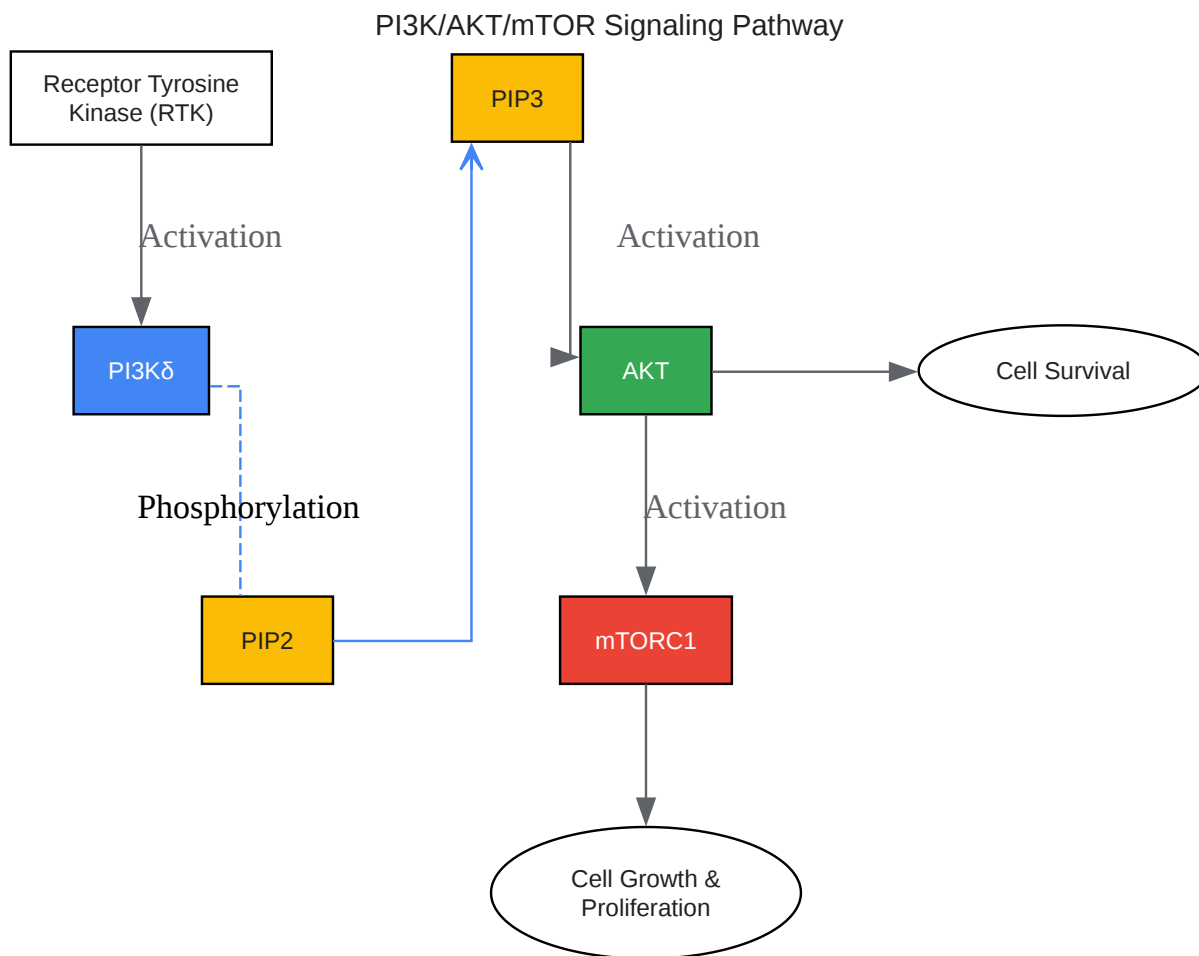 PI3K/AKT/mTOR Signaling Pathway
Receptor Tyrosine
Kinase (RTK)
PIP3
Activation
Activation
PI3Kδ
AKT
Cell Survival
Phosphorylation
Activation
PIP2
mTORC1
Cell Growth &
Proliferation